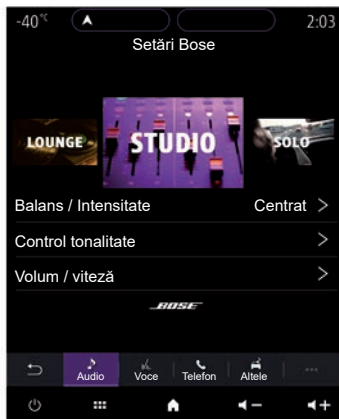 -40°C 2:03
Setări Bose
LOUNGE STUDIO SOLO
Balans / Intensitate Centrat >
Control tonalitate >
Volum / viteză >
BOSE
Audio Voce Telefon Altele